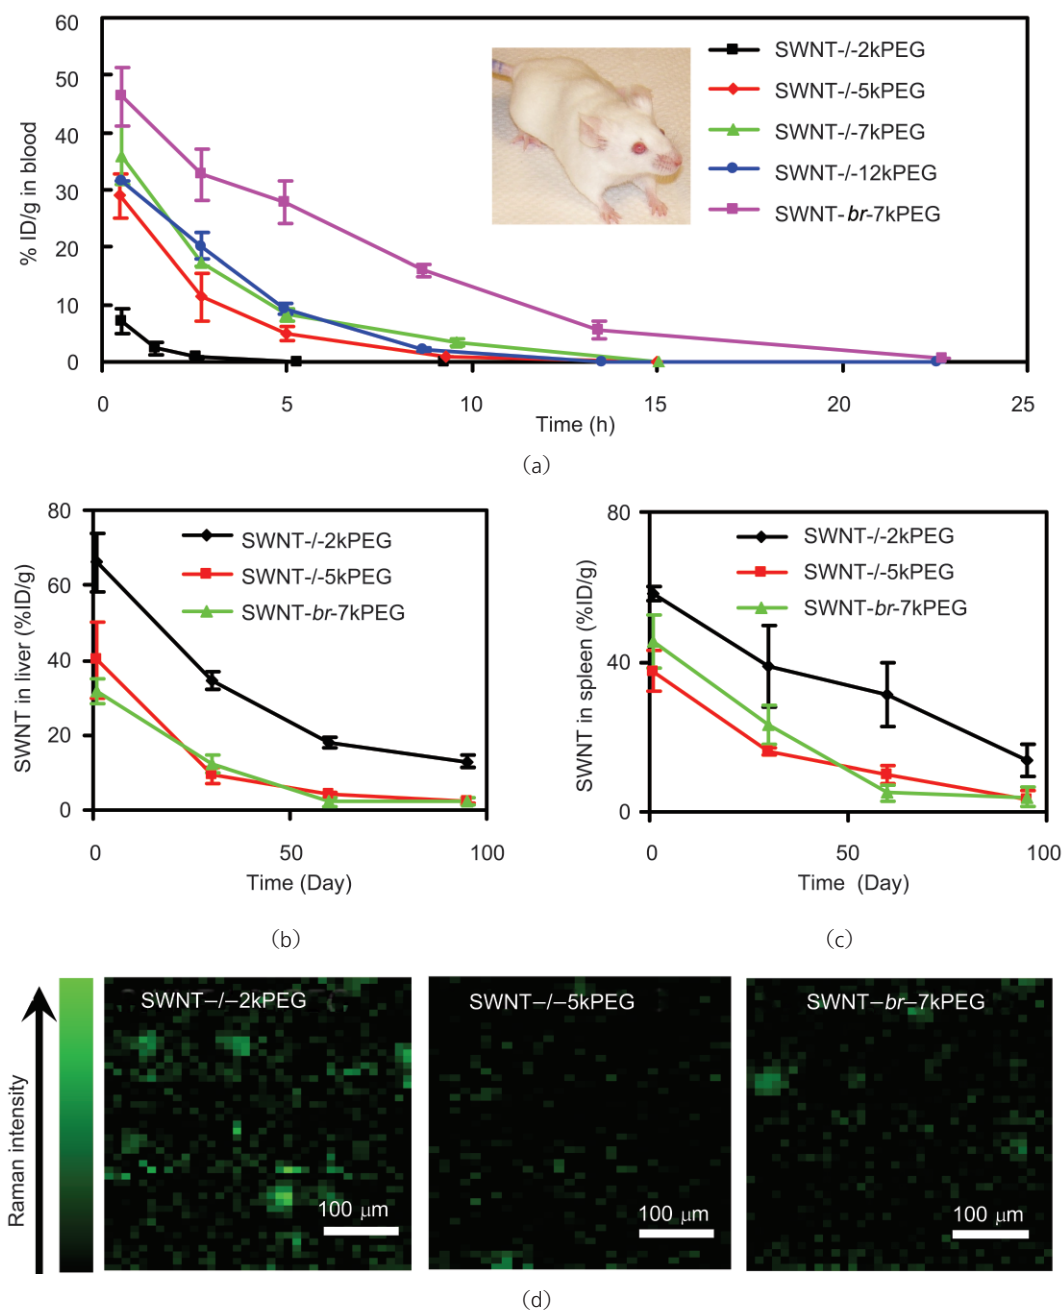 60
50
40
30
20
10
0
% ID/g in blood
SWNT-l-2kPEG
SWNT-l-5kPEG
SWNT-l-7kPEG
SWNT-l-12kPEG
SWNT-br-7kPEG
0 5 10 15 20 25
Time (h)
(a)
80
60
40
20
0
SWNT in liver (%ID/g)
SWNT-l-2kPEG
SWNT-l-5kPEG
SWNT-br-7kPEG
0 50 100
Time (Day)
(b)
80
40
0
SWNT in spleen (%ID/g)
SWNT-l-2kPEG
SWNT-l-5kPEG
SWNT-br-7kPEG
0 50 100
Time (Day)
(c)
Raman intensity
SWNT–l–2kPEG
100 μm
SWNT–l–5kPEG
100 μm
SWNT–br–7kPEG
100 μm
(d)